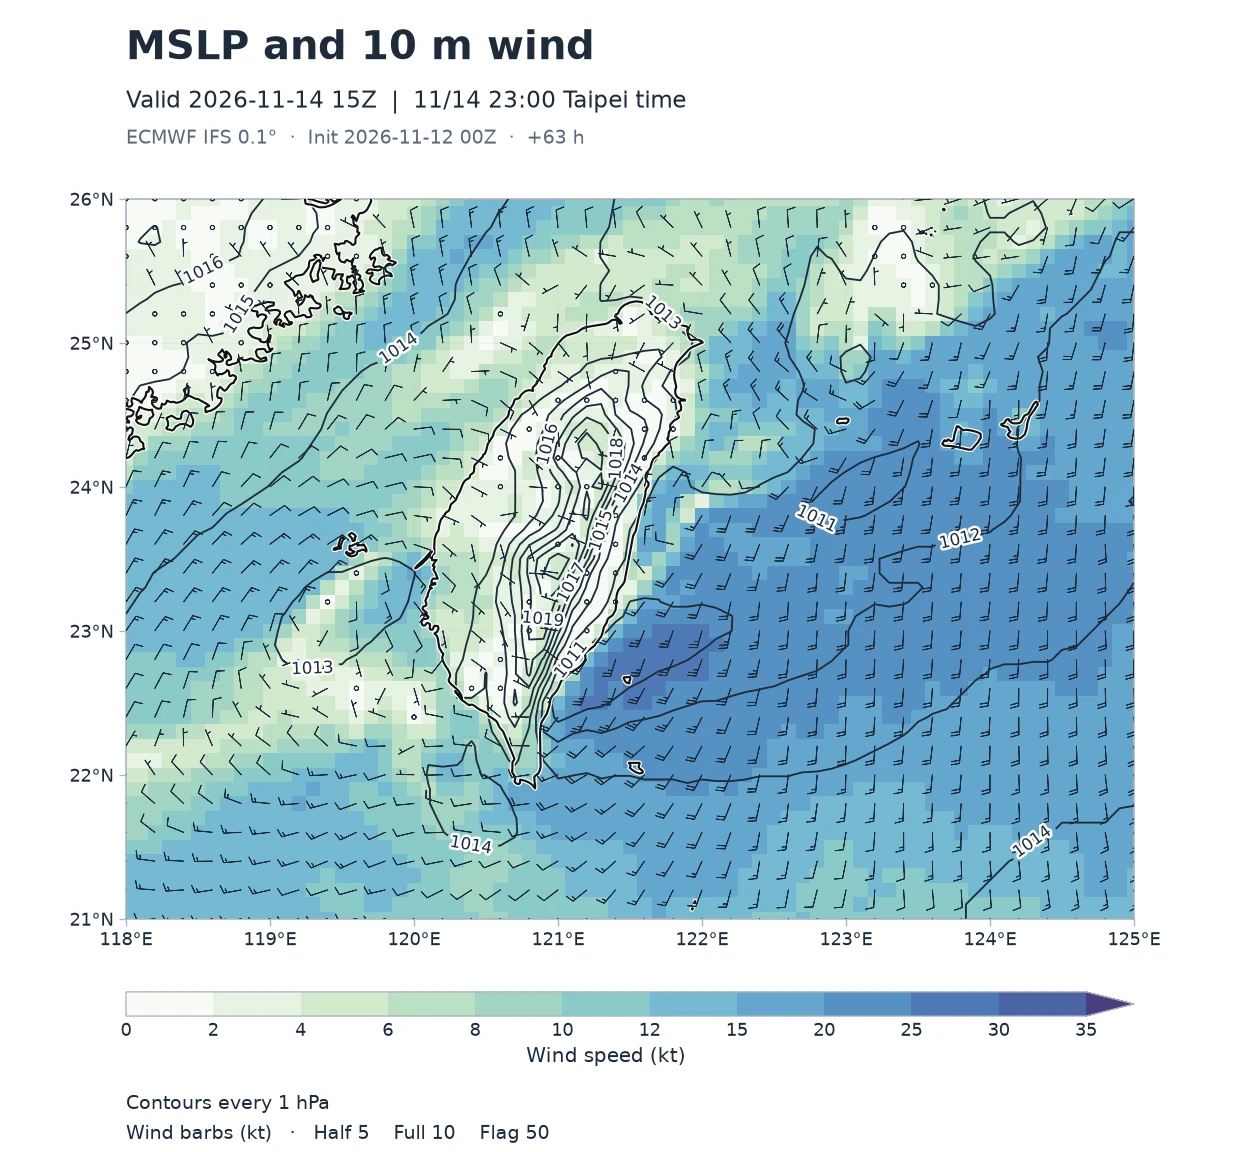 MSLP and 10 m wind
Valid 2026-11-14 15Z | 11/14 23:00 Taipei time
ECMWF IFS 0.1° · Init 2026-11-12 00Z · +63 h
26°N
1016
1015
1013
25°N
1014
1016
1018
24°N
1014
1011
1015
1012
1017
23°N
1019
1011
1013
22°N
1014
1014
21°N
118°E 119°E 120°E 121°E 122°E 123°E 124°E 125°E
0 2 4 6 8 10 12 15 20 25 30 35
Wind speed (kt)
Contours every 1 hPa
Wind barbs (kt) · Half 5 Full 10 Flag 50